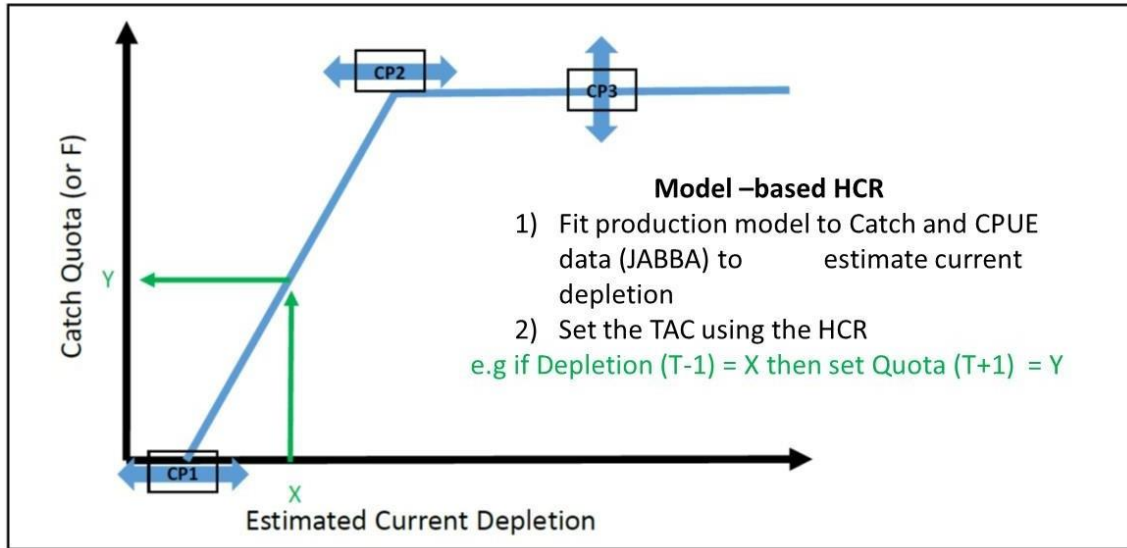 CP2
CP3
Catch Quota (or F)
Model –based HCR
1) Fit production model to Catch and CPUE
data (JABBA) to estimate current
depletion
2) Set the TAC using the HCR
e.g if Depletion (T-1) = X then set Quota (T+1) = Y
Y
CP1
X
Estimated Current Depletion